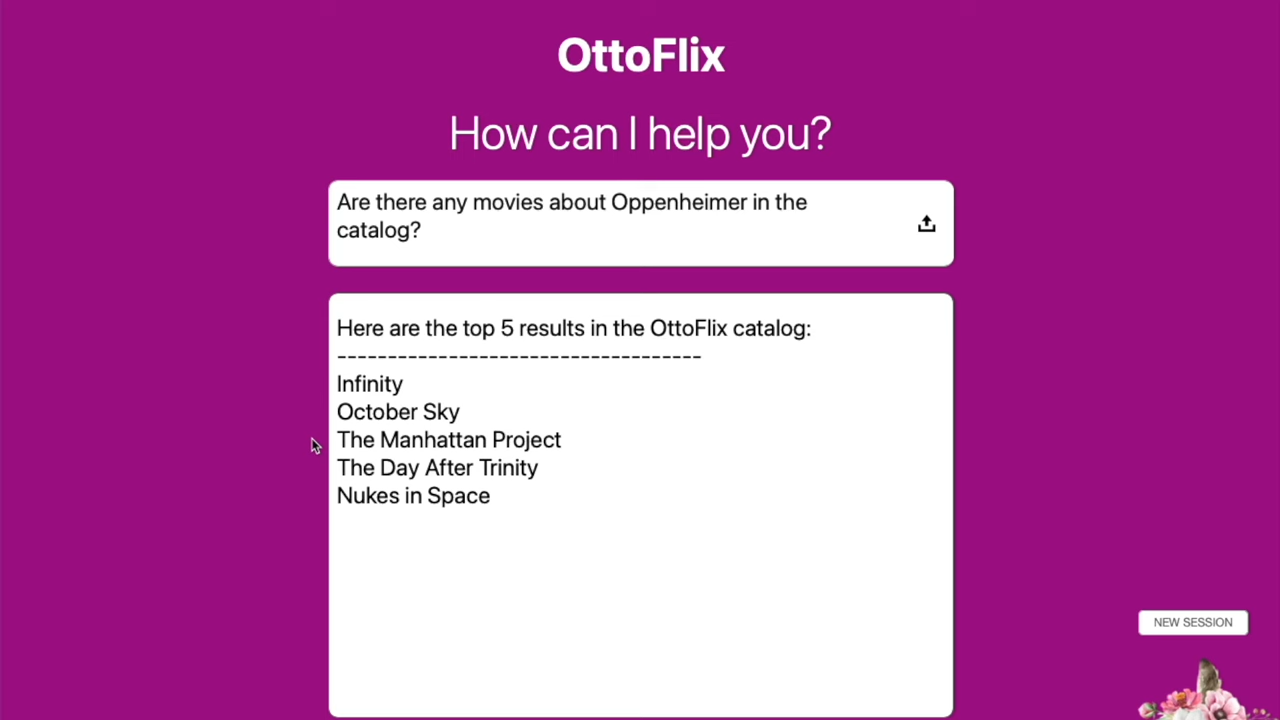 OttoFlix
How can I help you?
Are there any movies about Oppenheimer in the
catalog?
Here are the top 5 results in the OttoFlix catalog:
------------------------------------
Infinity
October Sky
The Manhattan Project
The Day After Trinity
Nukes in Space
NEW SESSION